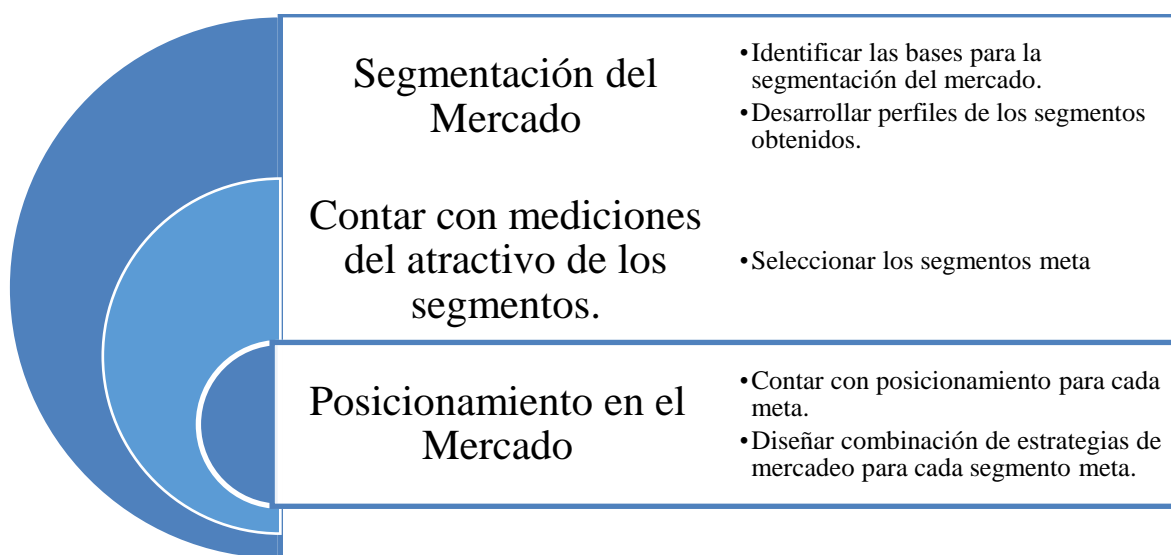 Segmentación del
Mercado
•Identificar las bases para la
segmentación del mercado.
•Desarrollar perfiles de los segmentos
obtenidos.
Contar con mediciones
del atractivo de los
segmentos.
•Seleccionar los segmentos meta
Posicionamiento en el
Mercado
•Contar con posicionamiento para cada
meta.
•Diseñar combinación de estrategias de
mercadeo para cada segmento meta.